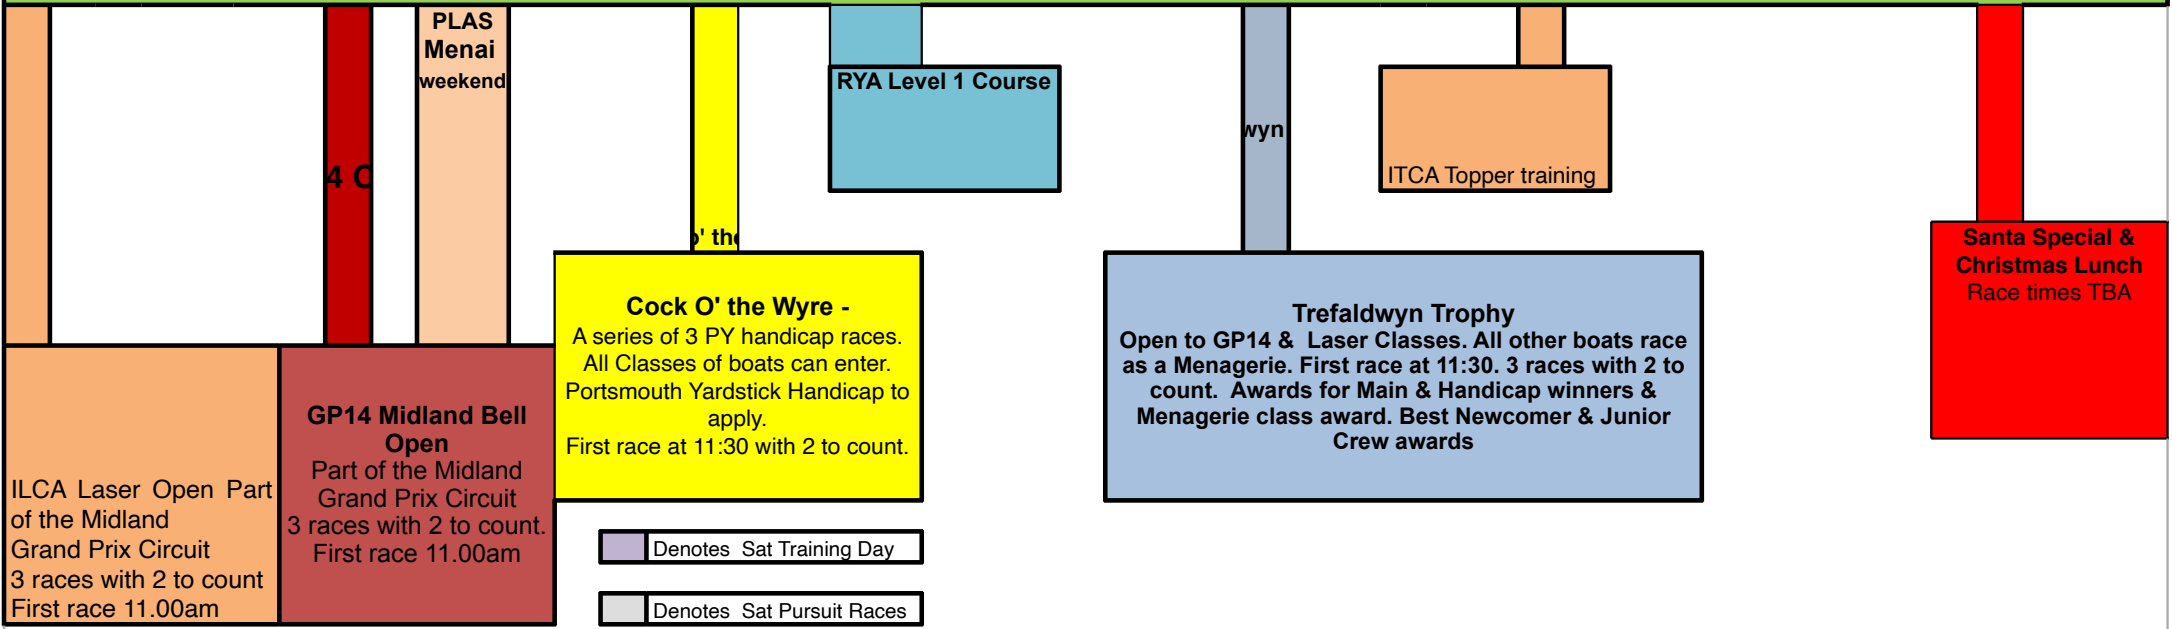 PLAS
Menai
weekend
4 O
o' the
RYA Level 1 Course
wyn
ITCA Topper training
Santa Special &
Christmas Lunch
Race times TBA
Cock O' the Wyre -
A series of 3 PY handicap races.
All Classes of boats can enter.
Portsmouth Yardstick Handicap to
apply.
First race at 11:30 with 2 to count.
Trefaldwyn Trophy
Open to GP14 &  Laser Classes. All other boats race
as a Menagerie. First race at 11:30. 3 races with 2 to
count.  Awards for Main & Handicap winners &
Menagerie class award. Best Newcomer & Junior
Crew awards
GP14 Midland Bell
Open
Part of the Midland
Grand Prix Circuit
3 races with 2 to count.
First race 11.00am
ILCA Laser Open Part
of the Midland
Grand Prix Circuit
3 races with 2 to count
First race 11.00am
Denotes  Sat Training Day
Denotes  Sat Pursuit Races